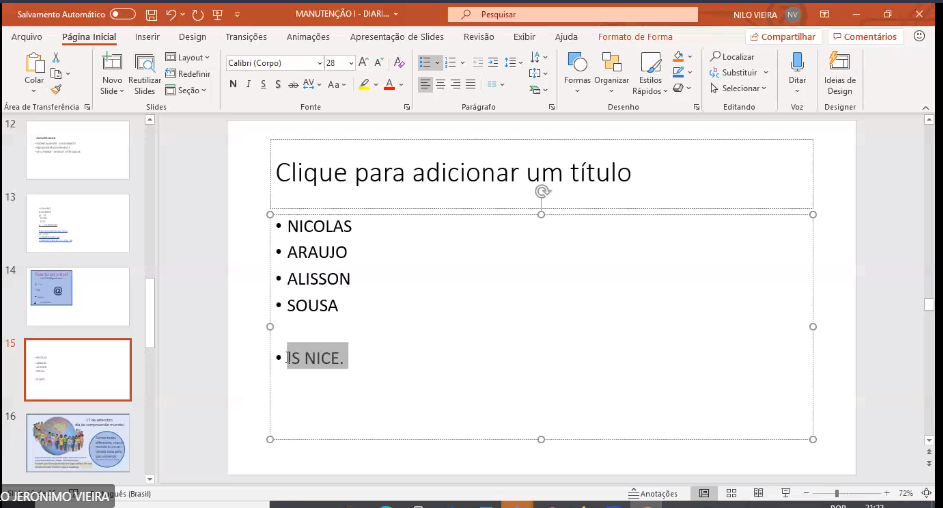 Salvamento Automático
MANUTENÇÃO I - DIARI...
Pesquisar
NILO VIEIRA
NV
Arquivo Página Inicial Inserir Design Transições Animações Apresentação de Slides Revisão Exibir Ajuda Formato de Forma
Compartilhar
Comentários
Colar
Novo Slide
Reutilizar Slides
Layout
Redefinir
Seção
Calibri (Corpo)
28
N I S S ab AV Aa A
Formas
Organizar
Estilos Rápidos
Localizar
Substituir
Selecionar
Ditar
Ideias de Design
Área de Transferência Slides Fonte Parágrafo Desenho Editando Voz Designer
12
13
14
15
16
Clique para adicionar um título
• NICOLAS
• ARAUJO
• ALISSON
• SOUSA
• IS NICE.
O JERONIMO VIEIRA
(Brasil)
Anotações
72%